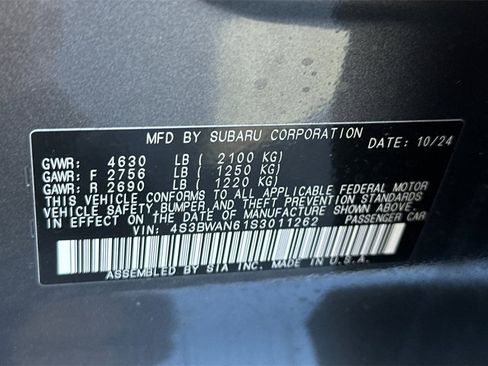 MFD BY SUBARU CORPORATION
DATE: 10/24
GVWR: 4630 LB ( 2100 KG)
GAWR: F 2756 LB ( 1250 KG)
GAWR: R 2690 LB ( 1220 KG)
THIS VEHICLE CONFORMS TO ALL APPLICABLE FEDERAL MOTOR
VEHICLE SAFETY,BUMPER AND THEFT PREVENTION STANDARDS
IN EFFECT ON THE DATE OF MANUFACTURE SHOWN ABOVE.
VIN: 4S3BWAN61S3011262 PASSENGER CAR
ASSEMBLED BY SIA INC. MADE IN U.S.A.